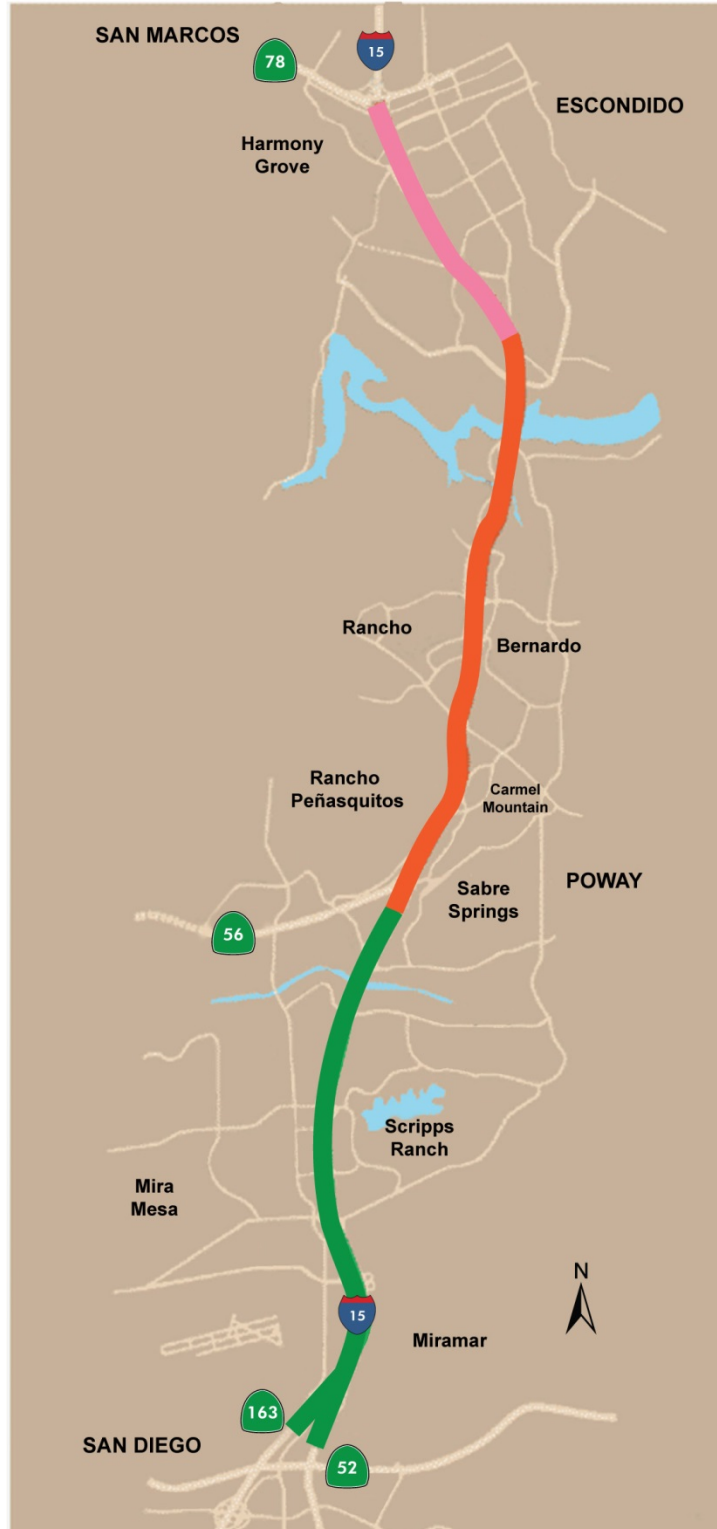 SAN MARCOS
15
78
ESCONDIDO
Harmony
Grove
Rancho
Bernardo
Rancho
Peñasquitos
Carmel
Mountain
POWAY
Sabre
Springs
56
Scripps
Ranch
Mira
Mesa
N
15
Miramar
163
SAN DIEGO
52